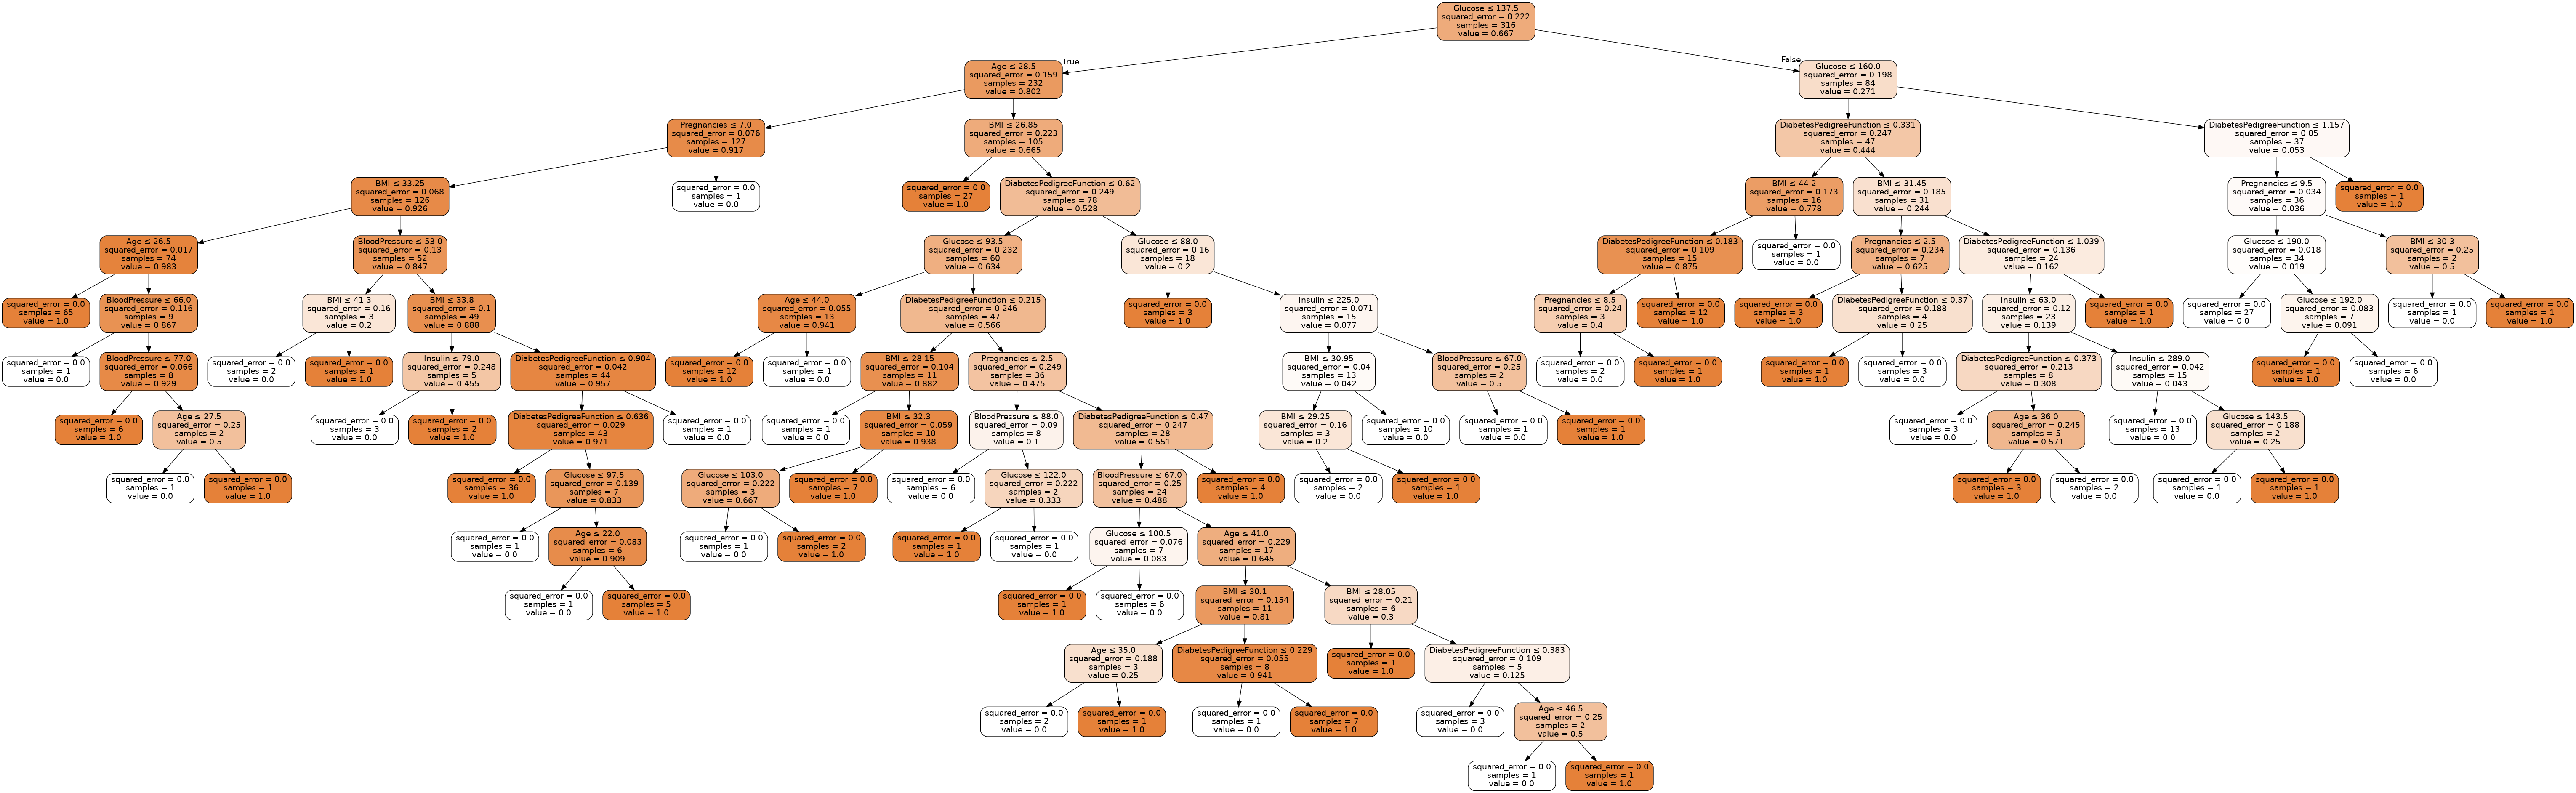 Glucose ≤ 137.5
squared_error = 0.222
samples = 316
value = 0.667
True
False
Age ≤ 28.5
squared_error = 0.159
samples = 232
value = 0.802
Glucose ≤ 160.0
squared_error = 0.198
samples = 84
value = 0.271
Pregnancies ≤ 7.0
squared_error = 0.076
samples = 127
value = 0.917
BMI ≤ 26.85
squared_error = 0.223
samples = 105
value = 0.665
DiabetesPedigreeFunction ≤ 0.331
squared_error = 0.247
samples = 47
value = 0.444
DiabetesPedigreeFunction ≤ 1.157
squared_error = 0.05
samples = 37
value = 0.053
BMI ≤ 33.25
squared_error = 0.068
samples = 126
value = 0.926
squared_error = 0.0
samples = 1
value = 0.0
squared_error = 0.0
samples = 27
value = 1.0
DiabetesPedigreeFunction ≤ 0.62
squared_error = 0.249
samples = 78
value = 0.528
BMI ≤ 44.2
squared_error = 0.173
samples = 16
value = 0.778
BMI ≤ 31.45
squared_error = 0.185
samples = 31
value = 0.244
Pregnancies ≤ 9.5
squared_error = 0.034
samples = 36
value = 0.036
squared_error = 0.0
samples = 1
value = 1.0
Age ≤ 26.5
squared_error = 0.017
samples = 74
value = 0.983
BloodPressure ≤ 53.0
squared_error = 0.13
samples = 52
value = 0.847
Glucose ≤ 93.5
squared_error = 0.232
samples = 60
value = 0.634
Glucose ≤ 88.0
squared_error = 0.16
samples = 18
value = 0.2
DiabetesPedigreeFunction ≤ 0.183
squared_error = 0.109
samples = 15
value = 0.875
squared_error = 0.0
samples = 1
value = 0.0
Pregnancies ≤ 2.5
squared_error = 0.234
samples = 7
value = 0.625
DiabetesPedigreeFunction ≤ 1.039
squared_error = 0.136
samples = 24
value = 0.162
Glucose ≤ 190.0
squared_error = 0.018
samples = 34
value = 0.019
BMI ≤ 30.3
squared_error = 0.25
samples = 2
value = 0.5
squared_error = 0.0
samples = 65
value = 1.0
BloodPressure ≤ 66.0
squared_error = 0.116
samples = 9
value = 0.867
BMI ≤ 41.3
squared_error = 0.16
samples = 3
value = 0.2
BMI ≤ 33.8
squared_error = 0.1
samples = 49
value = 0.888
Age ≤ 44.0
squared_error = 0.055
samples = 13
value = 0.941
DiabetesPedigreeFunction ≤ 0.215
squared_error = 0.246
samples = 47
value = 0.566
squared_error = 0.0
samples = 3
value = 1.0
Insulin ≤ 225.0
squared_error = 0.071
samples = 15
value = 0.077
Pregnancies ≤ 8.5
squared_error = 0.24
samples = 3
value = 0.4
squared_error = 0.0
samples = 12
value = 1.0
squared_error = 0.0
samples = 3
value = 1.0
DiabetesPedigreeFunction ≤ 0.37
squared_error = 0.188
samples = 4
value = 0.25
Insulin ≤ 63.0
squared_error = 0.12
samples = 23
value = 0.139
squared_error = 0.0
samples = 1
value = 1.0
squared_error = 0.0
samples = 27
value = 0.0
Glucose ≤ 192.0
squared_error = 0.083
samples = 7
value = 0.091
squared_error = 0.0
samples = 1
value = 0.0
squared_error = 0.0
samples = 1
value = 1.0
squared_error = 0.0
samples = 1
value = 0.0
BloodPressure ≤ 77.0
squared_error = 0.066
samples = 8
value = 0.929
squared_error = 0.0
samples = 2
value = 0.0
squared_error = 0.0
samples = 1
value = 1.0
Insulin ≤ 79.0
squared_error = 0.248
samples = 5
value = 0.455
DiabetesPedigreeFunction ≤ 0.904
squared_error = 0.042
samples = 44
value = 0.957
squared_error = 0.0
samples = 12
value = 1.0
squared_error = 0.0
samples = 1
value = 0.0
BMI ≤ 28.15
squared_error = 0.104
samples = 11
value = 0.882
Pregnancies ≤ 2.5
squared_error = 0.249
samples = 36
value = 0.475
BMI ≤ 30.95
squared_error = 0.04
samples = 13
value = 0.042
BloodPressure ≤ 67.0
squared_error = 0.25
samples = 2
value = 0.5
squared_error = 0.0
samples = 2
value = 0.0
squared_error = 0.0
samples = 1
value = 1.0
squared_error = 0.0
samples = 1
value = 1.0
squared_error = 0.0
samples = 3
value = 0.0
DiabetesPedigreeFunction ≤ 0.373
squared_error = 0.213
samples = 8
value = 0.308
Insulin ≤ 289.0
squared_error = 0.042
samples = 15
value = 0.043
squared_error = 0.0
samples = 1
value = 1.0
squared_error = 0.0
samples = 6
value = 0.0
squared_error = 0.0
samples = 6
value = 1.0
Age ≤ 27.5
squared_error = 0.25
samples = 2
value = 0.5
squared_error = 0.0
samples = 3
value = 0.0
squared_error = 0.0
samples = 2
value = 1.0
DiabetesPedigreeFunction ≤ 0.636
squared_error = 0.029
samples = 43
value = 0.971
squared_error = 0.0
samples = 1
value = 0.0
squared_error = 0.0
samples = 1
value = 0.0
BMI ≤ 32.3
squared_error = 0.059
samples = 10
value = 0.938
BloodPressure ≤ 88.0
squared_error = 0.09
samples = 8
value = 0.1
DiabetesPedigreeFunction ≤ 0.47
squared_error = 0.247
samples = 28
value = 0.551
BMI ≤ 29.25
squared_error = 0.16
samples = 3
value = 0.2
squared_error = 0.0
samples = 10
value = 0.0
squared_error = 0.0
samples = 1
value = 0.0
squared_error = 0.0
samples = 1
value = 1.0
squared_error = 0.0
samples = 3
value = 0.0
Age ≤ 36.0
squared_error = 0.245
samples = 5
value = 0.571
squared_error = 0.0
samples = 13
value = 0.0
Glucose ≤ 143.5
squared_error = 0.188
samples = 2
value = 0.25
squared_error = 0.0
samples = 1
value = 0.0
squared_error = 0.0
samples = 1
value = 1.0
squared_error = 0.0
samples = 36
value = 1.0
Glucose ≤ 97.5
squared_error = 0.139
samples = 7
value = 0.833
Glucose ≤ 103.0
squared_error = 0.222
samples = 3
value = 0.667
squared_error = 0.0
samples = 7
value = 1.0
squared_error = 0.0
samples = 6
value = 0.0
Glucose ≤ 122.0
squared_error = 0.222
samples = 2
value = 0.333
BloodPressure ≤ 67.0
squared_error = 0.25
samples = 24
value = 0.488
squared_error = 0.0
samples = 4
value = 1.0
squared_error = 0.0
samples = 2
value = 0.0
squared_error = 0.0
samples = 1
value = 1.0
squared_error = 0.0
samples = 3
value = 1.0
squared_error = 0.0
samples = 2
value = 0.0
squared_error = 0.0
samples = 1
value = 0.0
squared_error = 0.0
samples = 1
value = 1.0
squared_error = 0.0
samples = 1
value = 0.0
Age ≤ 22.0
squared_error = 0.083
samples = 6
value = 0.909
squared_error = 0.0
samples = 1
value = 0.0
squared_error = 0.0
samples = 2
value = 1.0
squared_error = 0.0
samples = 1
value = 1.0
squared_error = 0.0
samples = 1
value = 0.0
Glucose ≤ 100.5
squared_error = 0.076
samples = 7
value = 0.083
Age ≤ 41.0
squared_error = 0.229
samples = 17
value = 0.645
squared_error = 0.0
samples = 1
value = 0.0
squared_error = 0.0
samples = 5
value = 1.0
squared_error = 0.0
samples = 1
value = 1.0
squared_error = 0.0
samples = 6
value = 0.0
BMI ≤ 30.1
squared_error = 0.154
samples = 11
value = 0.81
BMI ≤ 28.05
squared_error = 0.21
samples = 6
value = 0.3
Age ≤ 35.0
squared_error = 0.188
samples = 3
value = 0.25
DiabetesPedigreeFunction ≤ 0.229
squared_error = 0.055
samples = 8
value = 0.941
squared_error = 0.0
samples = 1
value = 1.0
DiabetesPedigreeFunction ≤ 0.383
squared_error = 0.109
samples = 5
value = 0.125
squared_error = 0.0
samples = 2
value = 0.0
squared_error = 0.0
samples = 1
value = 1.0
squared_error = 0.0
samples = 1
value = 0.0
squared_error = 0.0
samples = 7
value = 1.0
squared_error = 0.0
samples = 3
value = 0.0
Age ≤ 46.5
squared_error = 0.25
samples = 2
value = 0.5
squared_error = 0.0
samples = 1
value = 0.0
squared_error = 0.0
samples = 1
value = 1.0